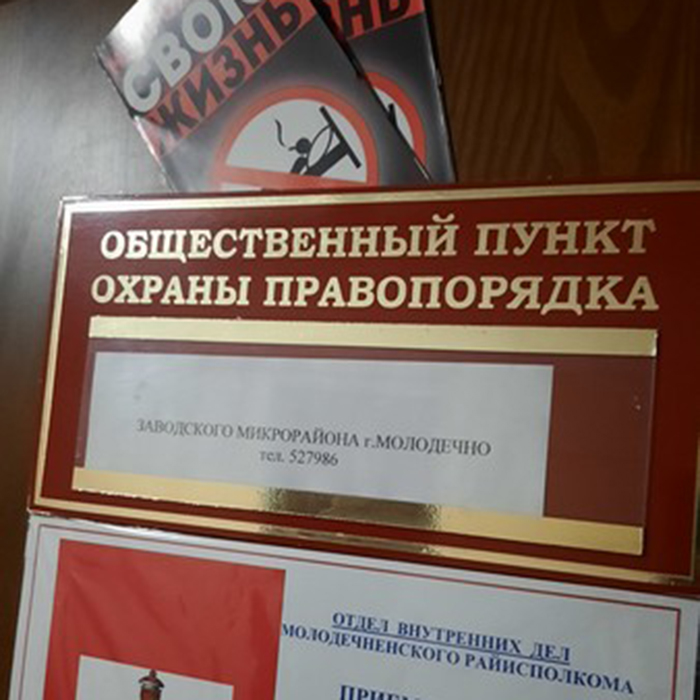 СВОЮ
ЖИЗНЬ
ОБЩЕСТВЕННЫЙ ПУНКТ
ОХРАНЫ ПРАВОПОРЯДКА
ЗАВОДСКОГО МИКРОРАЙОНА г.МОЛОДЕЧНО
тел. 527986
ОТДЕЛ ВНУТРЕННИХ ДЕЛ
МОЛОДЕЧНЕНСКОГО РАЙИСПОЛКОМА